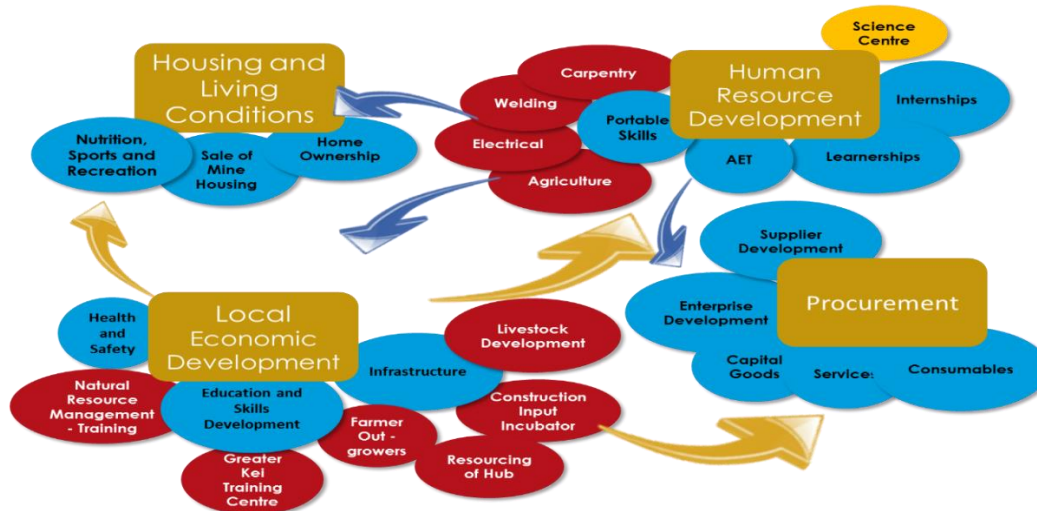 Housing and
Living
Conditions
Nutrition,
Sports and
Recreation
Sale of
Mine
Housing
Home
Ownership
Carpentry
Welding
Electrical
Agriculture
Portable
Skills
Human
Resource
Development
Science
Centre
Internships
AET
Learnerships
Supplier
Development
Procurement
Enterprise
Development
Capital
Goods
Services
Consumables
Local
Economic
Development
Health
and
Safety
Natural
Resource
Management
- Training
Education and
Skills
Development
Greater
Kei
Training
Centre
Infrastructure
Farmer
Out -
growers
Livestock
Development
Construction
Input
Incubator
Resourcing
of Hub